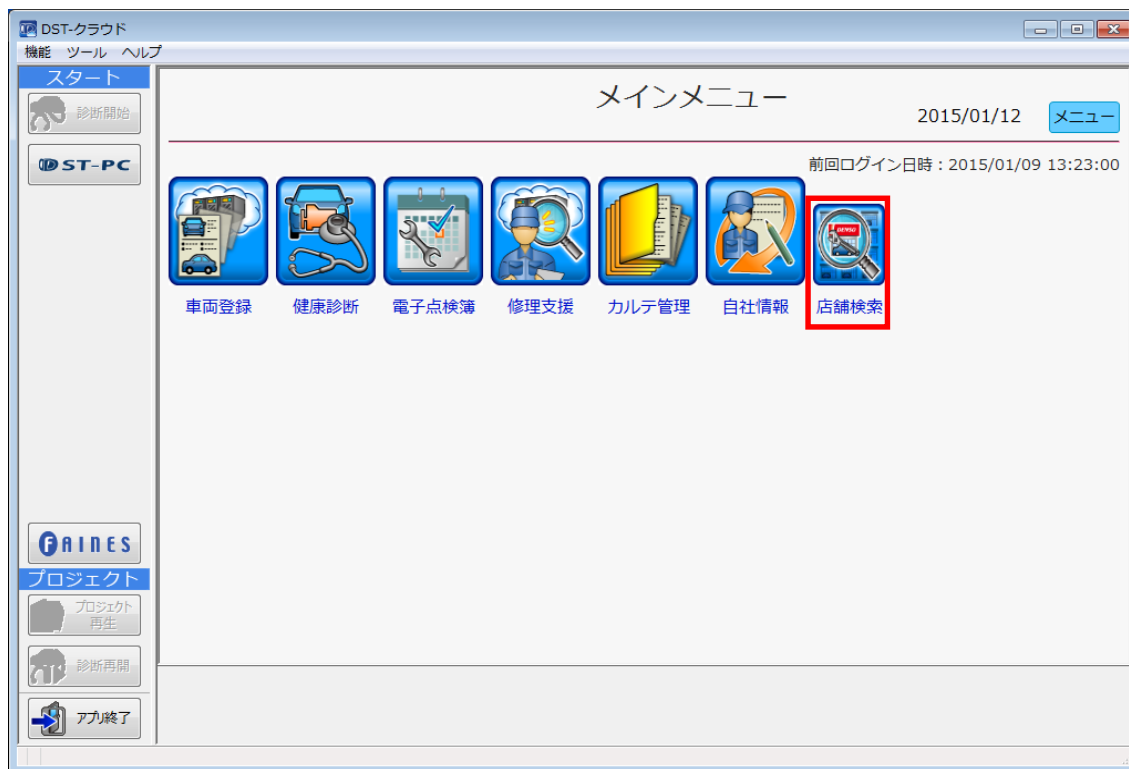 DST-クラウド
機能 ツール ヘルプ
スタート
診断開始
DST-PC
メインメニュー
2015/01/12
メニュー
前回ログイン日時：2015/01/09 13:23:00
車両登録
健康診断
電子点検簿
修理支援
カルテ管理
自社情報
DENSO
店舗検索
FAINES
プロジェクト
プロジェクト
再生
診断再開
アプリ終了